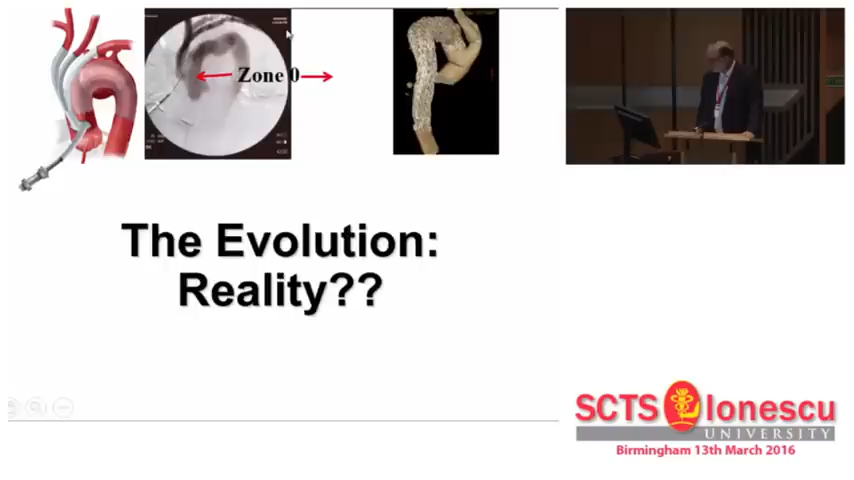 Zone 0
The Evolution:
Reality??
SCTS Ionescu
UNIVERSITY
Birmingham 13th March 2016